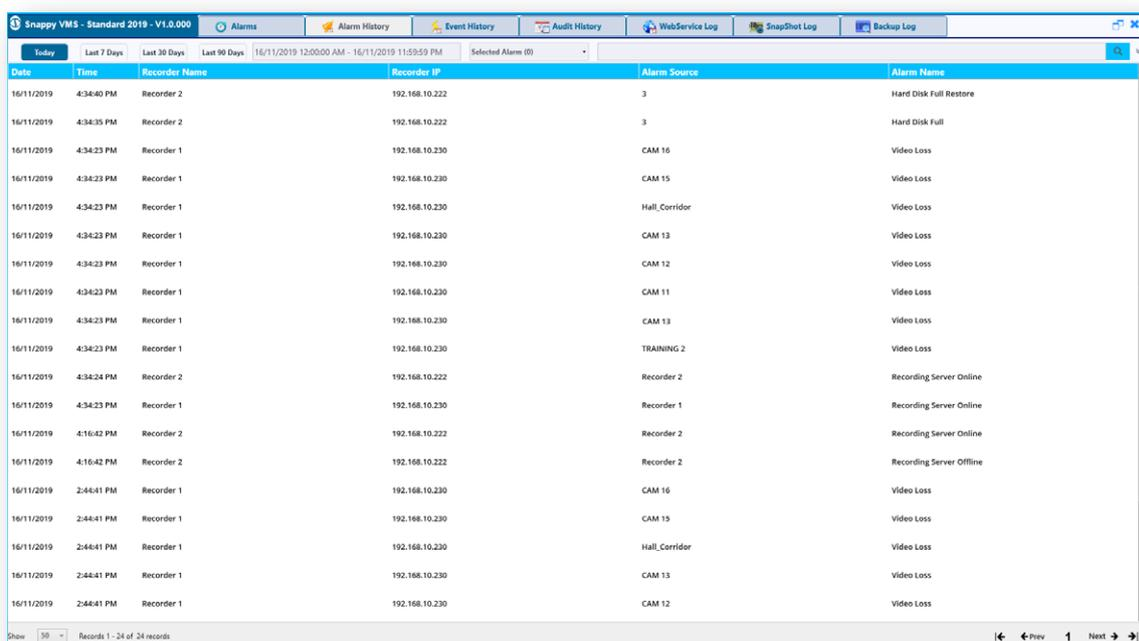 Snappy VMS - Standard 2019 - V1.0.000 Alarms Alarm History Event History Audit History WebService Log SnapShot Log Backup Log
Today Last 7 Days Last 30 Days Last 90 Days 16/11/2019 12:00:00 AM - 16/11/2019 11:59:59 PM Selected Alarm (0)
Date Time Recorder Name Recorder IP Alarm Source Alarm Name
16/11/2019 4:34:40 PM Recorder 2 192.168.10.222 3 Hard Disk Full Restore
16/11/2019 4:34:35 PM Recorder 2 192.168.10.222 3 Hard Disk Full
16/11/2019 4:34:23 PM Recorder 1 192.168.10.230 CAM 16 Video Loss
16/11/2019 4:34:23 PM Recorder 1 192.168.10.230 CAM 15 Video Loss
16/11/2019 4:34:23 PM Recorder 1 192.168.10.230 Hall_Corridor Video Loss
16/11/2019 4:34:23 PM Recorder 1 192.168.10.230 CAM 13 Video Loss
16/11/2019 4:34:23 PM Recorder 1 192.168.10.230 CAM 12 Video Loss
16/11/2019 4:34:23 PM Recorder 1 192.168.10.230 CAM 11 Video Loss
16/11/2019 4:34:23 PM Recorder 1 192.168.10.230 CAM 13 Video Loss
16/11/2019 4:34:23 PM Recorder 1 192.168.10.230 TRAINING 2 Video Loss
16/11/2019 4:34:24 PM Recorder 2 192.168.10.222 Recorder 2 Recording Server Online
16/11/2019 4:34:23 PM Recorder 1 192.168.10.230 Recorder 1 Recording Server Online
16/11/2019 4:16:42 PM Recorder 2 192.168.10.222 Recorder 2 Recording Server Online
16/11/2019 4:16:42 PM Recorder 2 192.168.10.222 Recorder 2 Recording Server Offline
16/11/2019 2:44:41 PM Recorder 1 192.168.10.230 CAM 16 Video Loss
16/11/2019 2:44:41 PM Recorder 1 192.168.10.230 CAM 15 Video Loss
16/11/2019 2:44:41 PM Recorder 1 192.168.10.230 Hall_Corridor Video Loss
16/11/2019 2:44:41 PM Recorder 1 192.168.10.230 CAM 13 Video Loss
16/11/2019 2:44:41 PM Recorder 1 192.168.10.230 CAM 12 Video Loss
Show 50 Records 1 - 24 of 24 records Prev 1 Next